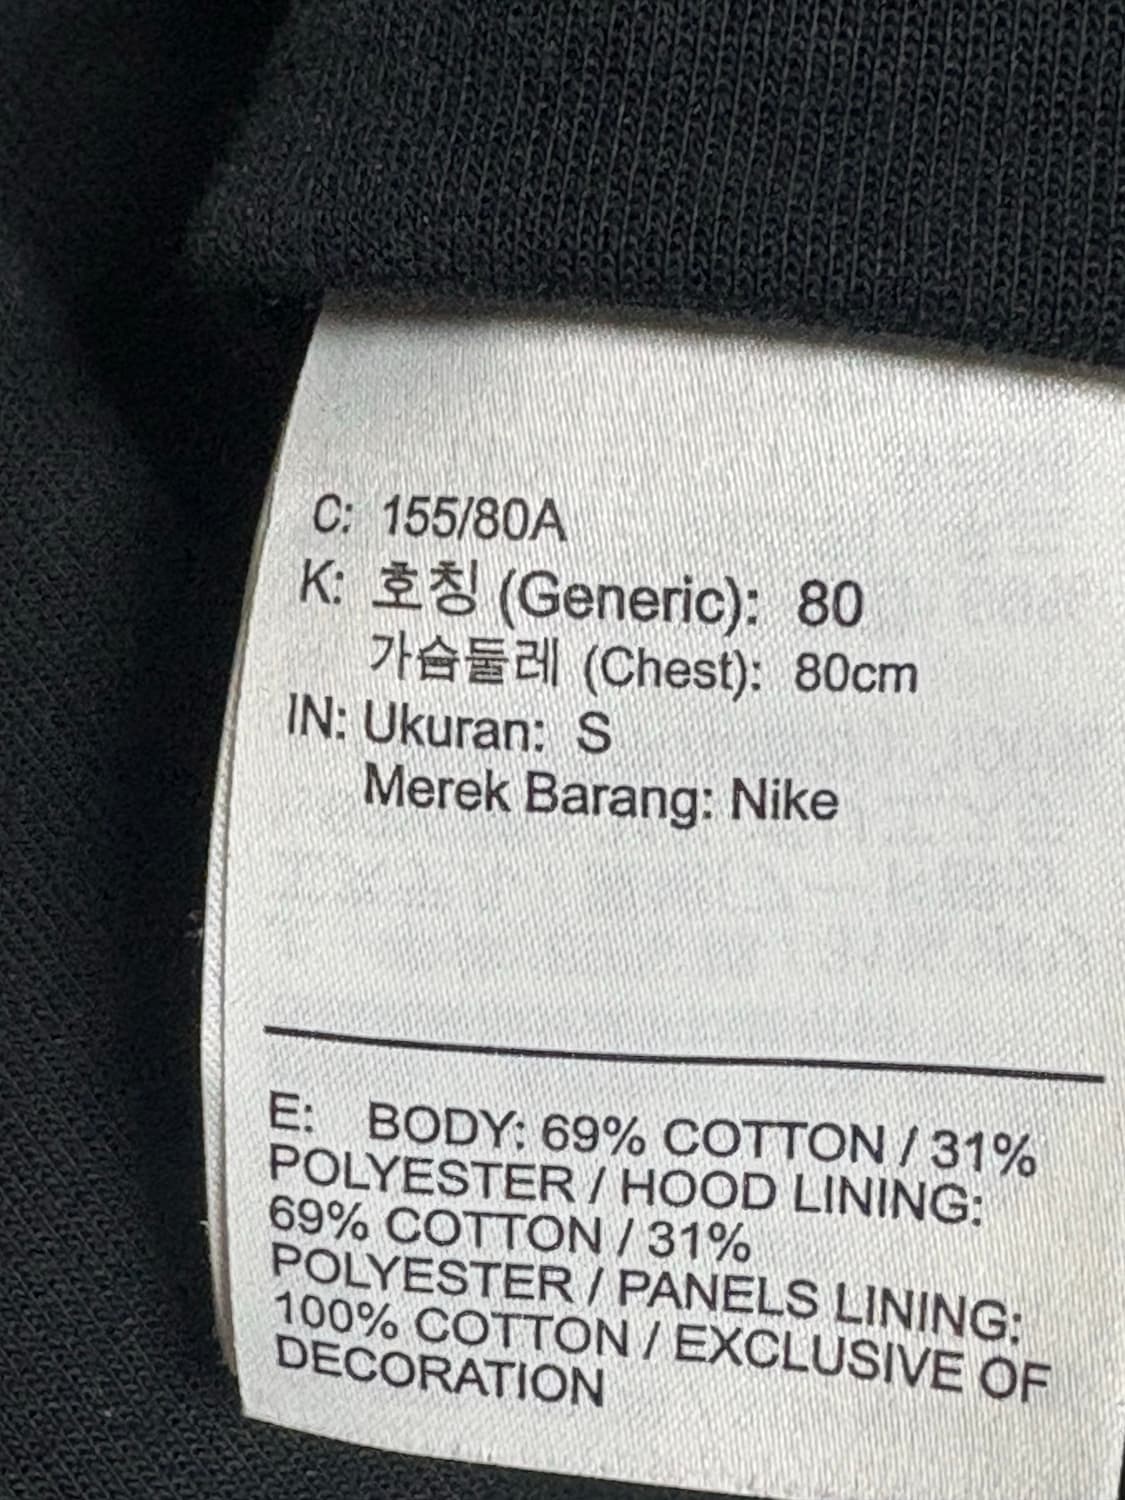 C: 155/80A
K: 호칭 (Generic): 80
가슴둘레 (Chest): 80cm
IN: Ukuran: S
Merek Barang: Nike
E: BODY: 69% COTTON / 31%
POLYESTER / HOOD LINING:
69% COTTON / 31%
POLYESTER / PANELS LINING:
100% COTTON / EXCLUSIVE OF
DECORATION